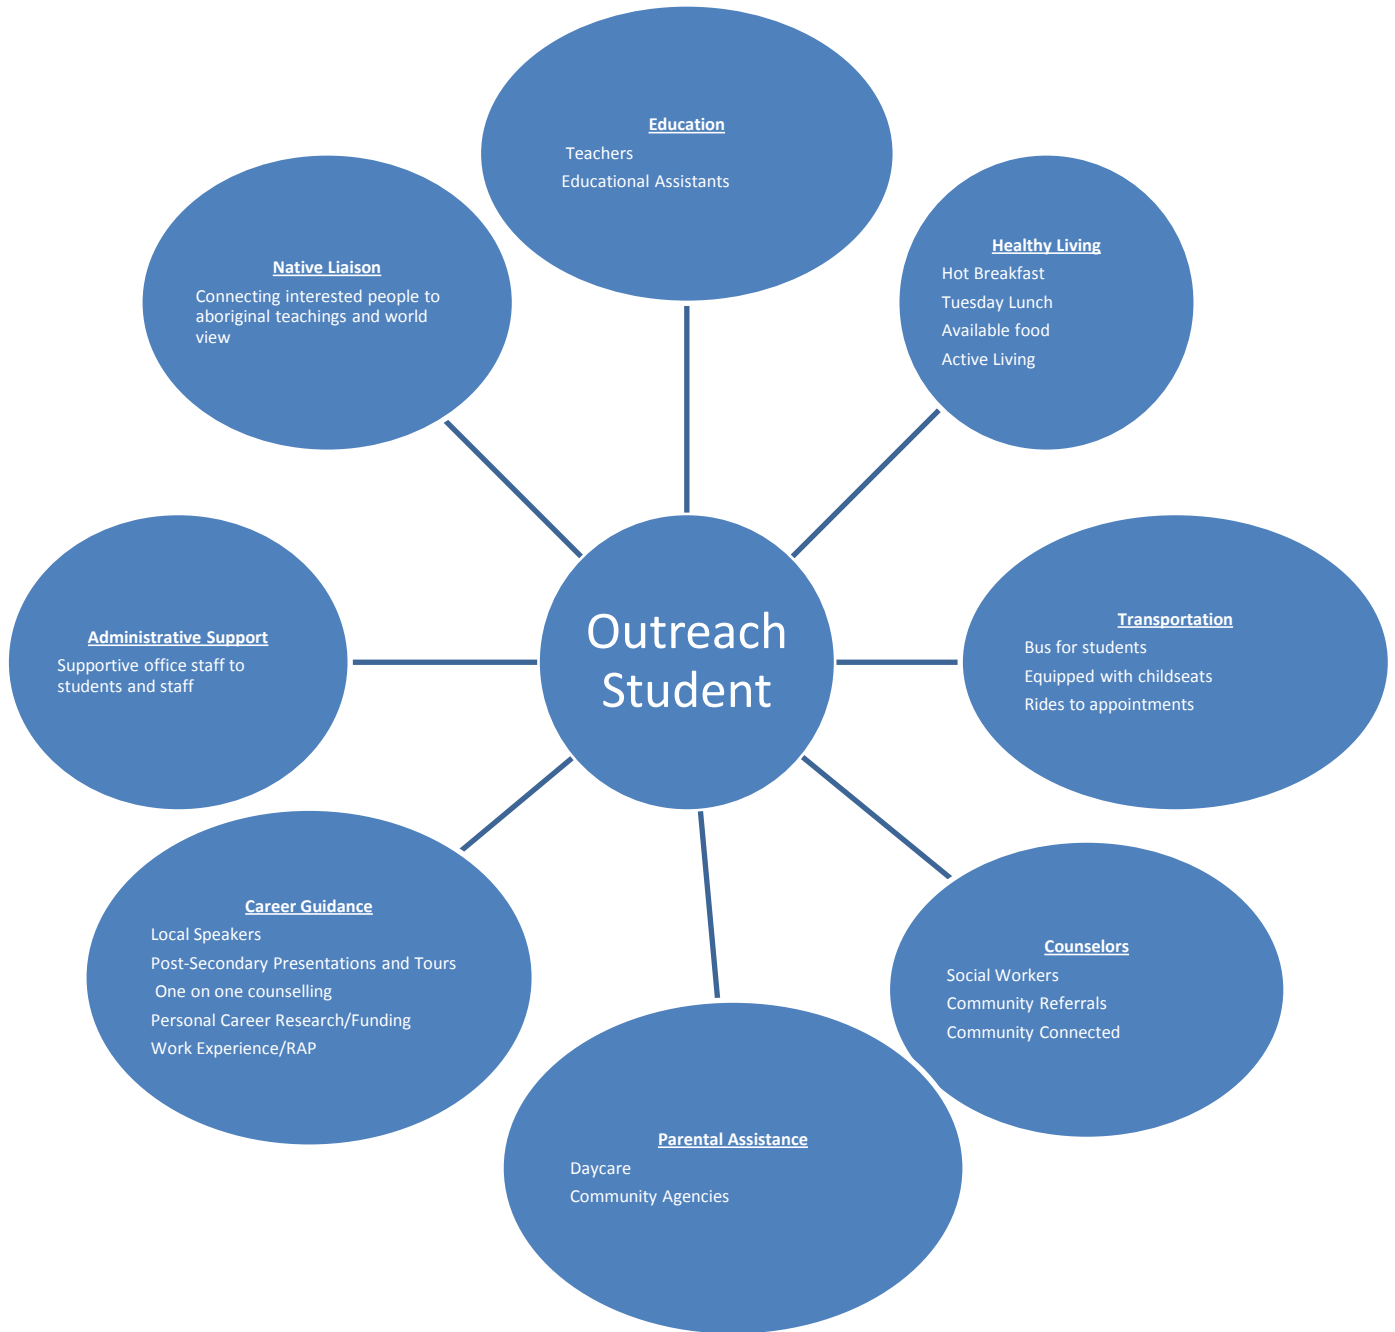 Education
Teachers
Educational Assistants
Healthy Living
Hot Breakfast
Tuesday Lunch
Available food
Active Living
Native Liaison
Connecting interested people to
aboriginal teachings and world
view
Outreach
Student
Transportation
Bus for students
Equipped with childseats
Rides to appointments
Administrative Support
Supportive office staff to
students and staff
Career Guidance
Local Speakers
Post-Secondary Presentations and Tours
One on one counselling
Personal Career Research/Funding
Work Experience/RAP
Counselors
Social Workers
Community Referrals
Community Connected
Parental Assistance
Daycare
Community Agencies